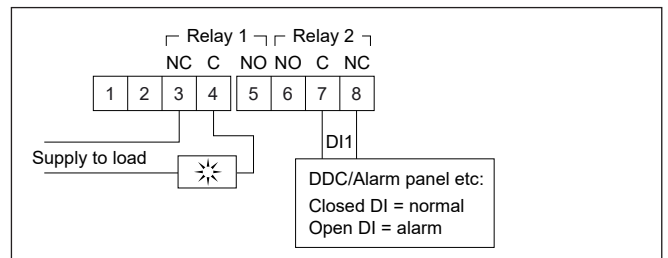 Relay 1 Relay 2
NC C NO NO C NC
1 2 3 4 5 6 7 8
DI1
Supply to load
DDC/Alarm panel etc:
Closed DI = normal
Open DI = alarm